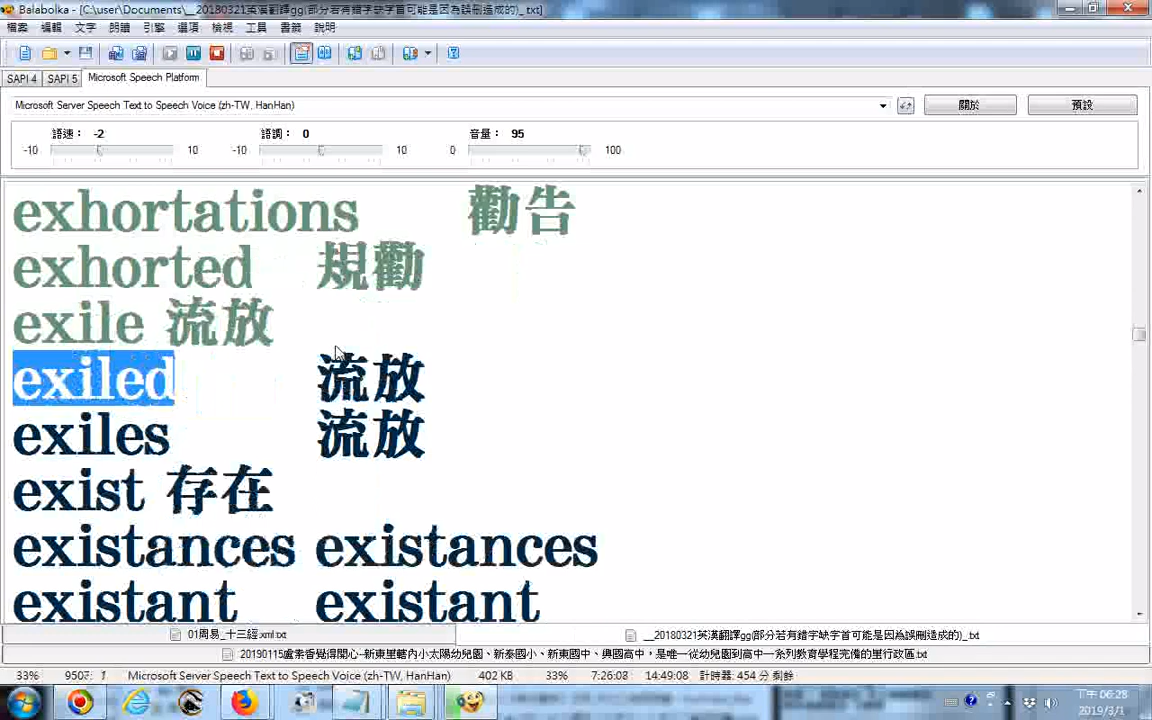 Balabolka - [C:\user\Documents\__20180321英漢翻譯gg(部分若有錯字缺字首可能是因為誤刪造成的)_.txt]
檔案 編輯 文字 朗讀 引擎 選項 檢視 工具 書籤 說明
SAPI 4 SAPI 5 Microsoft Speech Platform
Microsoft Server Speech Text to Speech Voice (zh-TW, HanHan) 關於 預設
語速： -2 語調： 0 音量： 95
-10 10 -10 10 0 100
exhortations 勸告
exhorted 規勸
exile 流放
exiled 流放
exiles 流放
exist 存在
existances existances
existant existant
01周易_十三經.xml.txt __20180321英漢翻譯gg(部分若有錯字缺字首可能是因為誤刪造成的)_.txt
20190115盧素香覺得開心-新東里轄內小太陽幼兒園、新泰國小、新東國中、興國高中，是唯一從幼兒園到高中一系列教育學程完備的里行政區.txt
33% 9507: 1 Microsoft Server Speech Text to Speech Voice (zh-TW, HanHan) 402 KB 33% 7:26:08 14:49:08 計時器: 454 分 剩餘
下午 06:28
2019/3/1